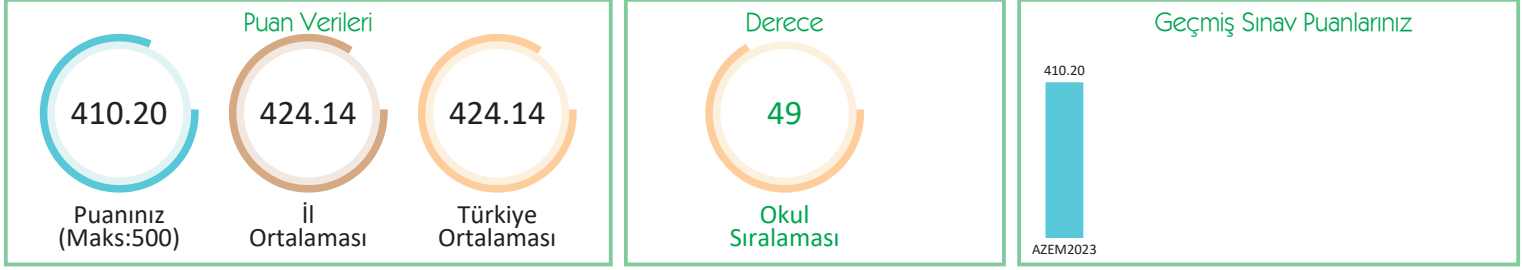 Puan Verileri
410.20
424.14
424.14
Puanınız
(Maks:500)
İl
Ortalaması
Türkiye
Ortalaması
Derece
49
Okul
Sıralaması
Geçmiş Sınav Puanlarınız
410.20
AZEM2023